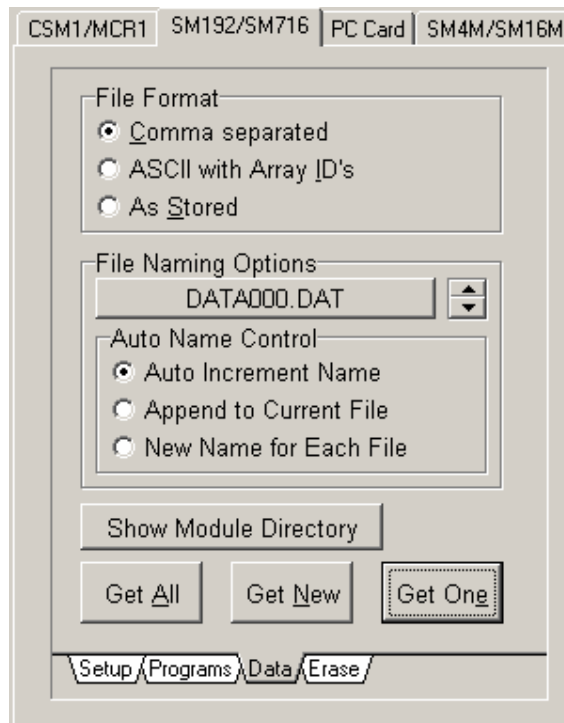 CSM1/MCR1 SM192/SM716 PC Card SM4M/SM16M
File Format
Comma separated
ASCII with Array ID's
As Stored
File Naming Options
DATA000.DAT
Auto Name Control
Auto Increment Name
Append to Current File
New Name for Each File
Show Module Directory
Get All Get New Get One
Setup Programs Data Erase